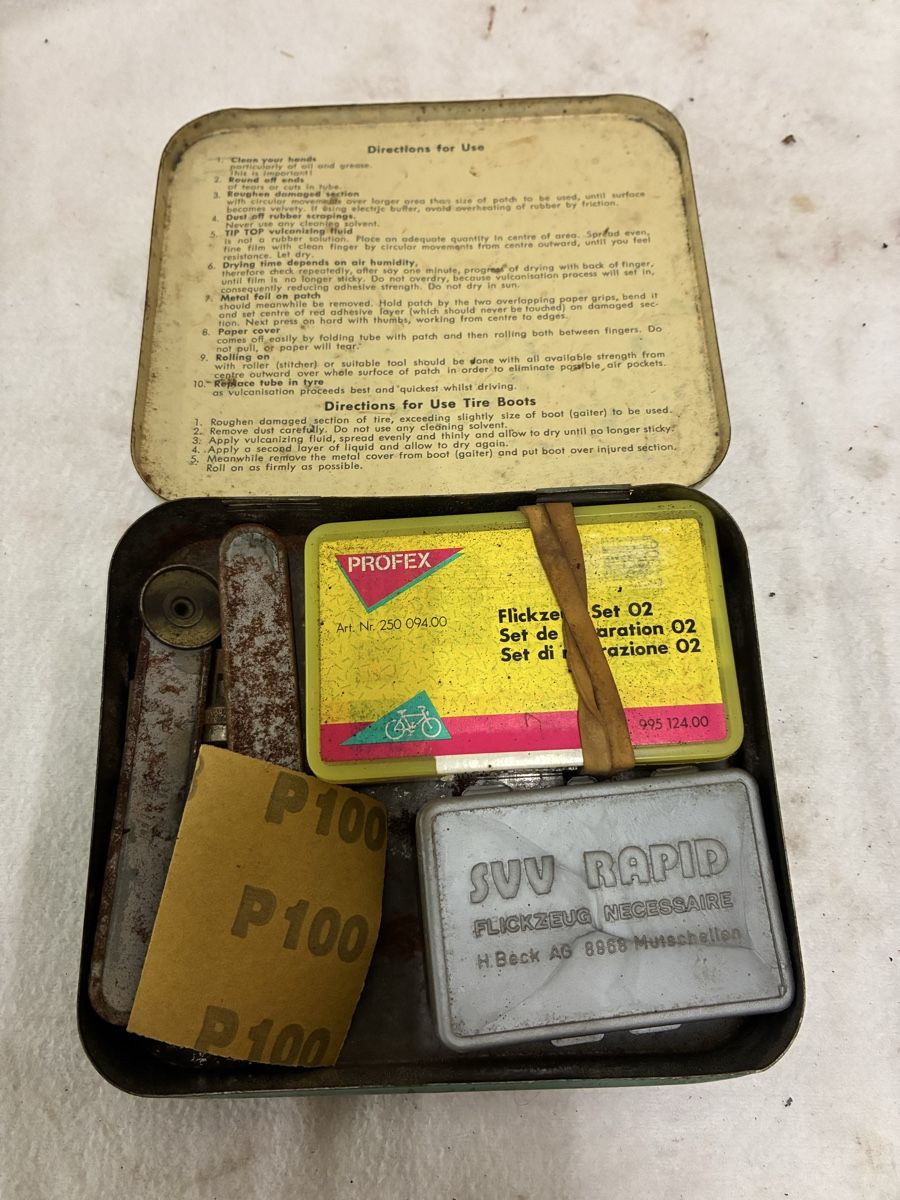 Directions for Use
1. Clean your hands
particularly of oil and grease.
This is important!
2. Round off ends
of tears or cuts in tube.
3. Roughen damaged section
with circular movements over larger area than size of patch to be used, until surface
becomes velvety. If using electric buffer, avoid overheating of rubber by friction.
4. Dust off rubber scrapings.
Never use any cleaning solvent.
5. TIP TOP vulcanizing fluid
is not a rubber solution. Place an adequate quantity in centre of area. Spread even,
fine film with clean finger by circular movements from centre outward, until you feel
resistance. Let dry.
6. Drying time depends on air humidity,
therefore check repeatedly, after say one minute, progress of drying with back of finger,
until film is no longer sticky. Do not overdry, because vulcanisation process will set in,
consequently reducing adhesive strength. Do not dry in sun.
7. Metal foil on patch
should meanwhile be removed. Hold patch by the two overlapping paper grips, bend it
and set centre of red adhesive layer (which should never be touched) on damaged sec-
tion. Next press on hard with thumbs, working from centre to edges.
8. Paper cover
comes off easily by folding tube with patch and then rolling both between fingers. Do
not pull, or paper will tear.
9. Rolling on
with roller (stitcher) or suitable tool should be done with all available strength from
centre outward over whole surface of patch in order to eliminate possible air pockets.
10. Replace tube in tyre
as vulcanisation proceeds best and quickest whilst driving.
Directions for Use Tire Boots
1. Roughen damaged section of tire, exceeding slightly size of boot (gaiter) to be used.
2. Remove dust carefully. Do not use any cleaning solvent.
3. Apply vulcanizing fluid, spread evenly and thinly and allow to dry until no longer sticky.
4. Apply a second layer of liquid and allow to dry again.
5. Meanwhile remove the metal cover from boot (gaiter) and put boot over injured section.
Roll on as firmly as possible.
PROFEX
Art. Nr. 250 094.00
Set 02
Set de 02
Set di 02
995 124.00
P100
P100
P100
SVV RAPID
FLICKZEUG NECESSAIRE
H. Beck AG 8968 Mutschellen